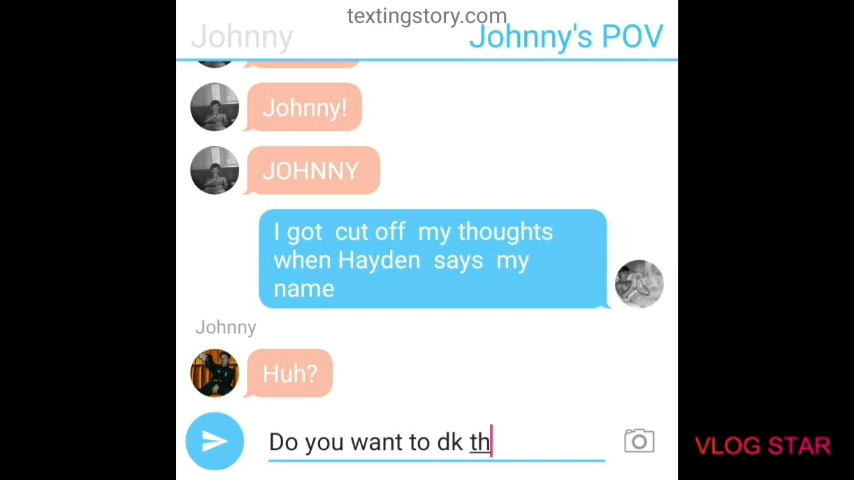 textingstory.com
Johnny
Johnny's POV
Johnny!
JOHNNY
I got cut off my thoughts
when Hayden says my
name
Johnny
Huh?
Do you want to dk th
VLOG STAR